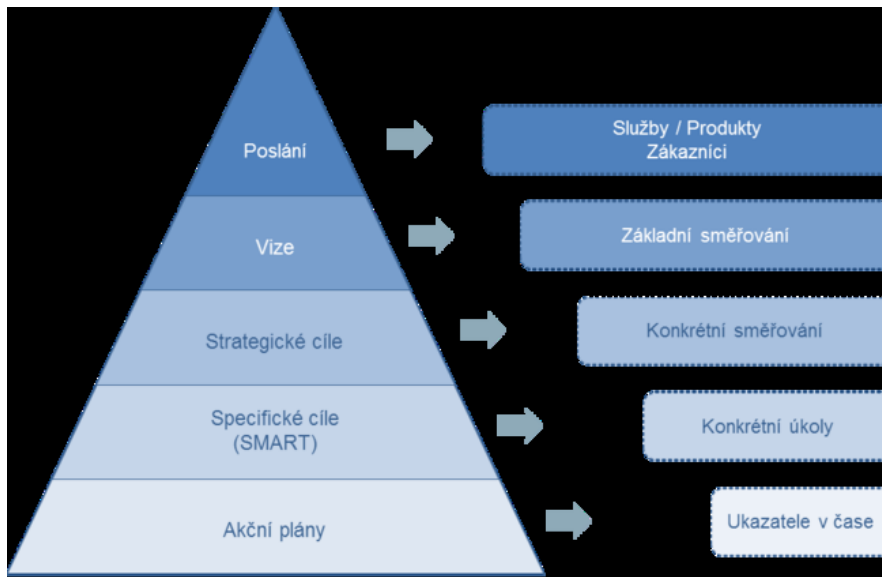 Poslání
Služby / Produkty
Zákazníci
Vize
Základní směřování
Strategické cíle
Konkrétní směřování
Specifické cíle
(SMART)
Konkrétní úkoly
Akční plány
Ukazatele v čase